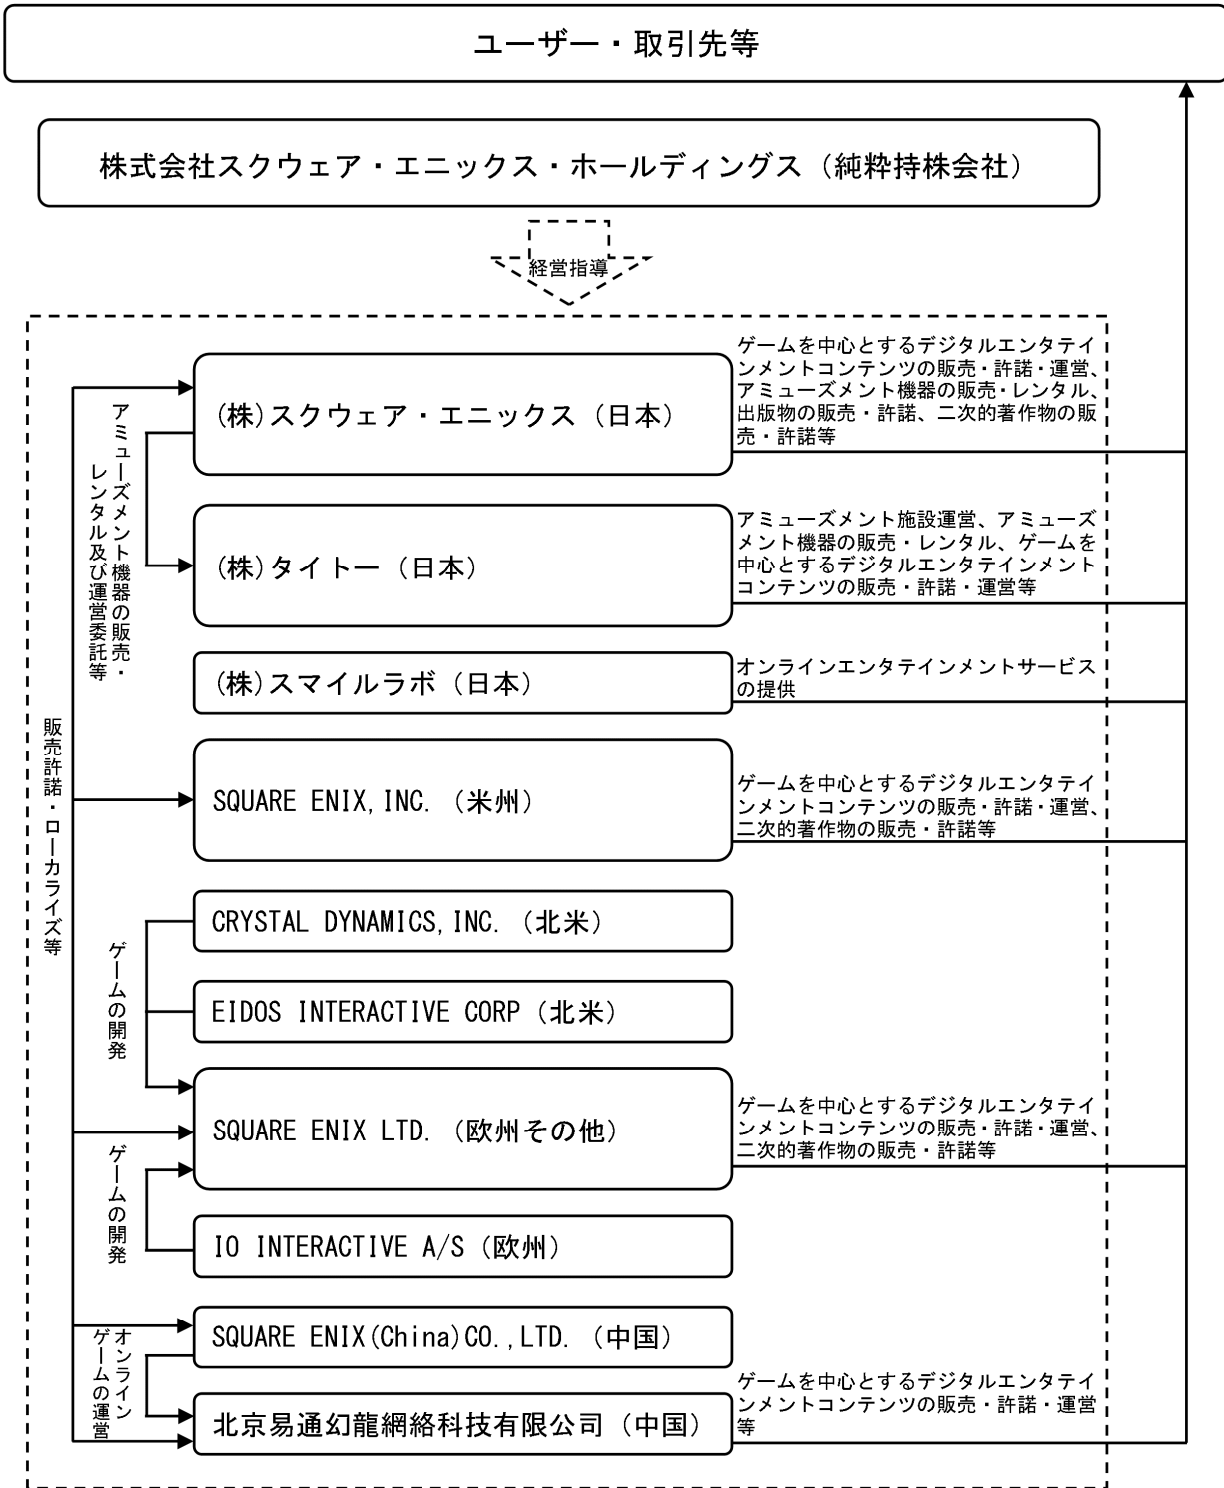 ユーザー・取引先等
株式会社スクウェア・エニックス・ホールディングス（純粋持株会社）
経営指導
販売許諾・ローカライズ等
アミューズメント機器の販売・
レンタル及び運営委託等
(株)スクウェア・エニックス（日本）
ゲームを中心とするデジタルエンタテイ
ンメントコンテンツの販売・許諾・運営、
アミューズメント機器の販売・レンタル、
出版物の販売・許諾、二次的著作物の販
売・許諾等
(株)タイトー（日本）
アミューズメント施設運営、アミューズ
メント機器の販売・レンタル、ゲームを
中心とするデジタルエンタテインメント
コンテンツの販売・許諾・運営等
(株)スマイルラボ（日本）
オンラインエンタテインメントサービス
の提供
SQUARE ENIX,INC.（米州）
ゲームを中心とするデジタルエンタテイ
ンメントコンテンツの販売・許諾・運営、
二次的著作物の販売・許諾等
ゲームの開発
CRYSTAL DYNAMICS,INC.（北米）
EIDOS INTERACTIVE CORP（北米）
SQUARE ENIX LTD.（欧州その他）
ゲームを中心とするデジタルエンタテイ
ンメントコンテンツの販売・許諾・運営、
二次的著作物の販売・許諾等
ゲームの開発
IO INTERACTIVE A/S（欧州）
SQUARE ENIX(China)CO.,LTD.（中国）
オンライン
ゲームの運営
北京易通幻龍網絡科技有限公司（中国）
ゲームを中心とするデジタルエンタテイ
ンメントコンテンツの販売・許諾・運営
等